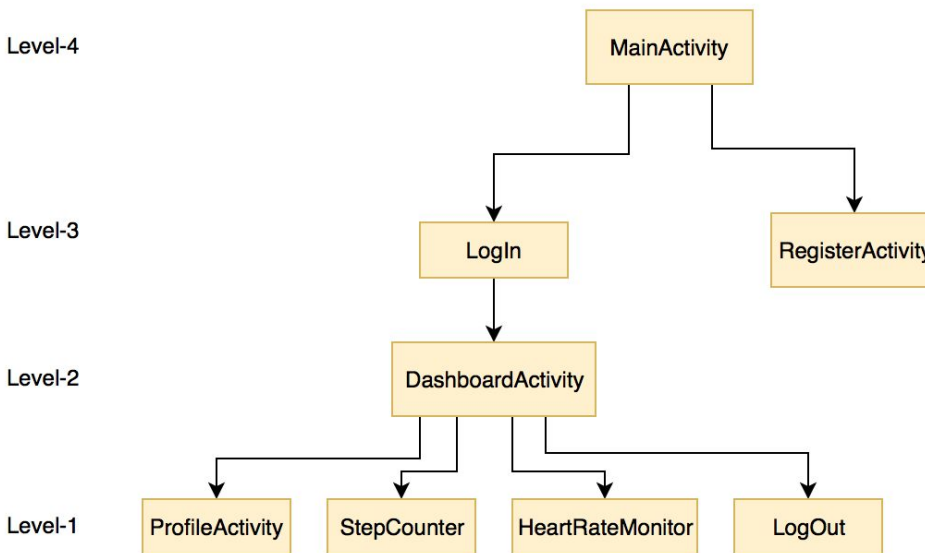 Level-4
MainActivity
Level-3
LogIn
RegisterActivity
Level-2
DashboardActivity
Level-1
ProfileActivity
StepCounter
HeartRateMonitor
LogOut